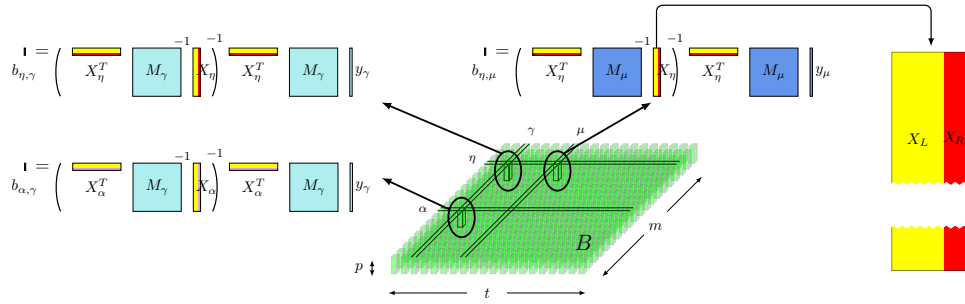 b_{η,γ} = ( X_η^T M_γ^{-1} X_η )^{-1} X_η^T M_γ^{-1} y_γ
b_{η,μ} = ( X_η^T M_μ^{-1} X_η )^{-1} X_η^T M_μ y_μ
X_L X_R
b_{α,γ} = ( X_α^T M_γ^{-1} X_α )^{-1} X_α^T M_γ y_γ
γ μ
η
α
B
m
p
t